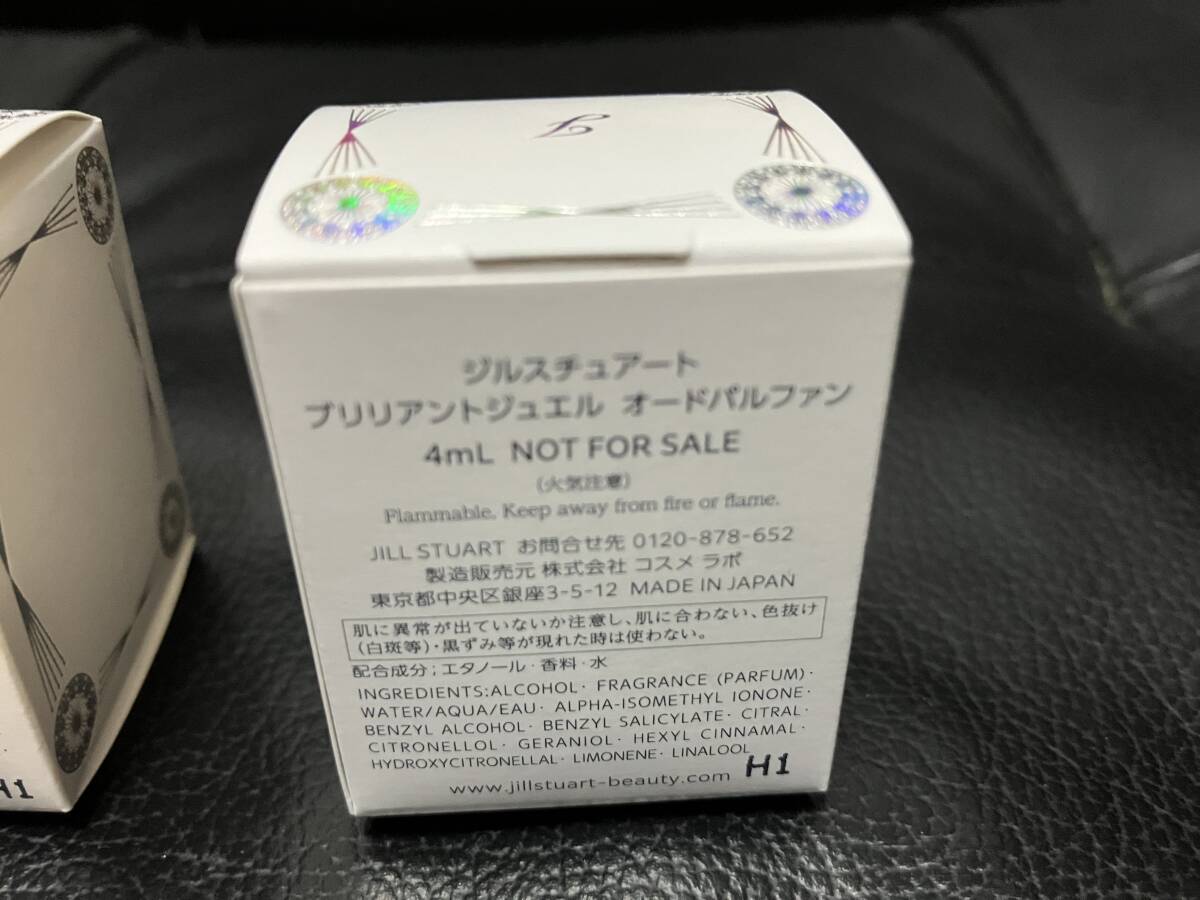 ジルスチュアート
ブリリアントジュエル オードパルファン
4mL NOT FOR SALE
(火気注意)
Flammable. Keep away from fire or flame.
JILL STUART お問合せ先 0120-878-652
製造販売元 株式会社 コスメ ラボ
東京都中央区銀座3-5-12 MADE IN JAPAN
肌に異常が出ていないか注意し、肌に合わない、色抜け
(白斑等)・黒ずみ等が現れた時は使わない。
配合成分;エタノール・香料・水
INGREDIENTS:ALCOHOL・ FRAGRANCE (PARFUM)・
WATER/AQUA/EAU・ ALPHA-ISOMETHYL IONONE・
BENZYL ALCOHOL・ BENZYL SALICYLATE・ CITRAL・
CITRONELLOL・ GERANIOL・ HEXYL CINNAMAL・
HYDROXYCITRONELLAL・ LIMONENE・ LINALOOL
www.jillstuart-beauty.com H1
H1